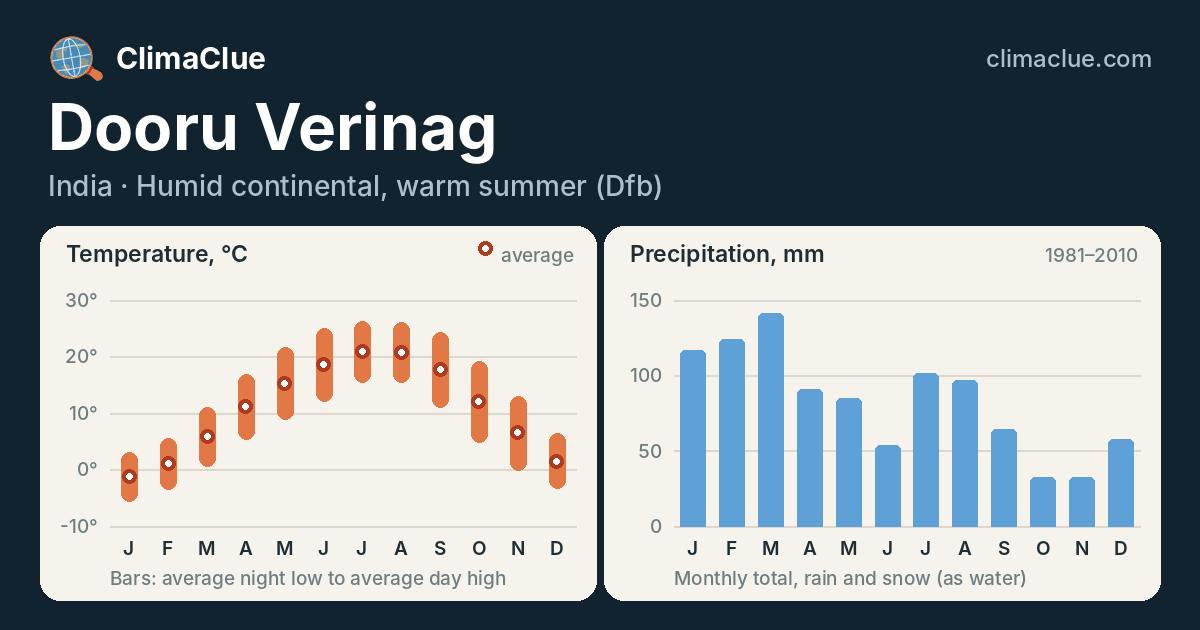 ClimaClue
climaclue.com
Dooru Verinag
India · Humid continental, warm summer (Dfb)
Temperature, °C
average
30°
20°
10°
0°
-10°
J F M A M J J A S O N D
Bars: average night low to average day high
Precipitation, mm
1981–2010
150
100
50
0
J F M A M J J A S O N D
Monthly total, rain and snow (as water)